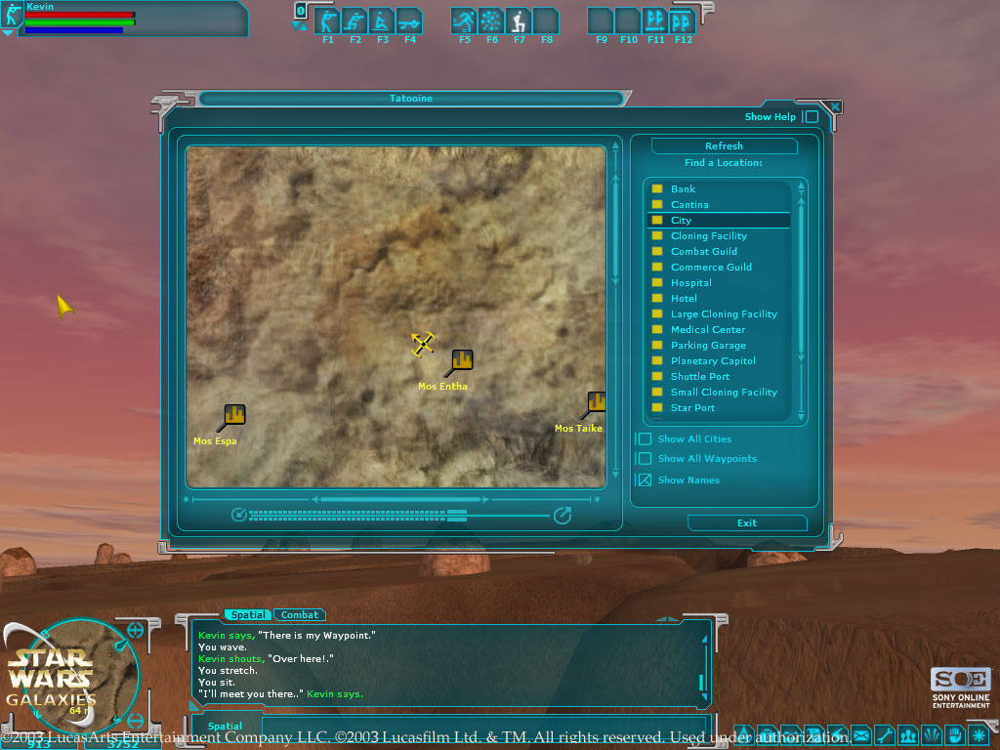 Kevin
0
F1 F2 F3 F4 F5 F6 F7 F8 F9 F10 F11 F12
Tatooine
Show Help
Refresh
Find a Location:
Bank
Cantina
City
Cloning Facility
Combat Guild
Commerce Guild
Hospital
Hotel
Large Cloning Facility
Medical Center
Parking Garage
Planetary Capitol
Shuttle Port
Small Cloning Facility
Star Port
Mos Entha
Mos Espa
Mos Taike
Show All Cities
Show All Waypoints
Show Names
Exit
Spatial Combat
Kevin says, "There is my Waypoint."
You wave.
Kevin shouts, "Over here!."
You stretch.
You sit.
"I'll meet you there.." Kevin says.
Spatial
STAR
WARS
GALAXIES
64
913 5752
SOE
SONY ONLINE
ENTERTAINMENT
©2003 LucasArts Entertainment Company LLC. ©2003 Lucasfilm Ltd. & TM. All rights reserved. Used under authorization.